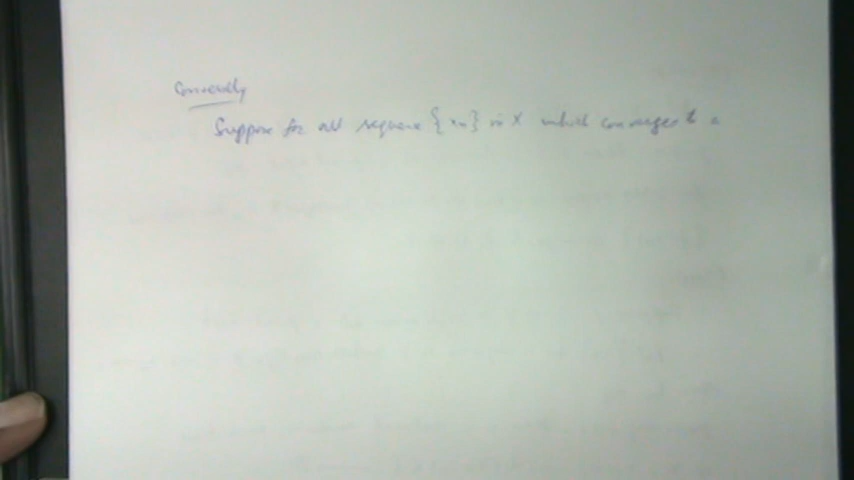 Conversely
Suppose for all sequence {xn} in X which converges to a